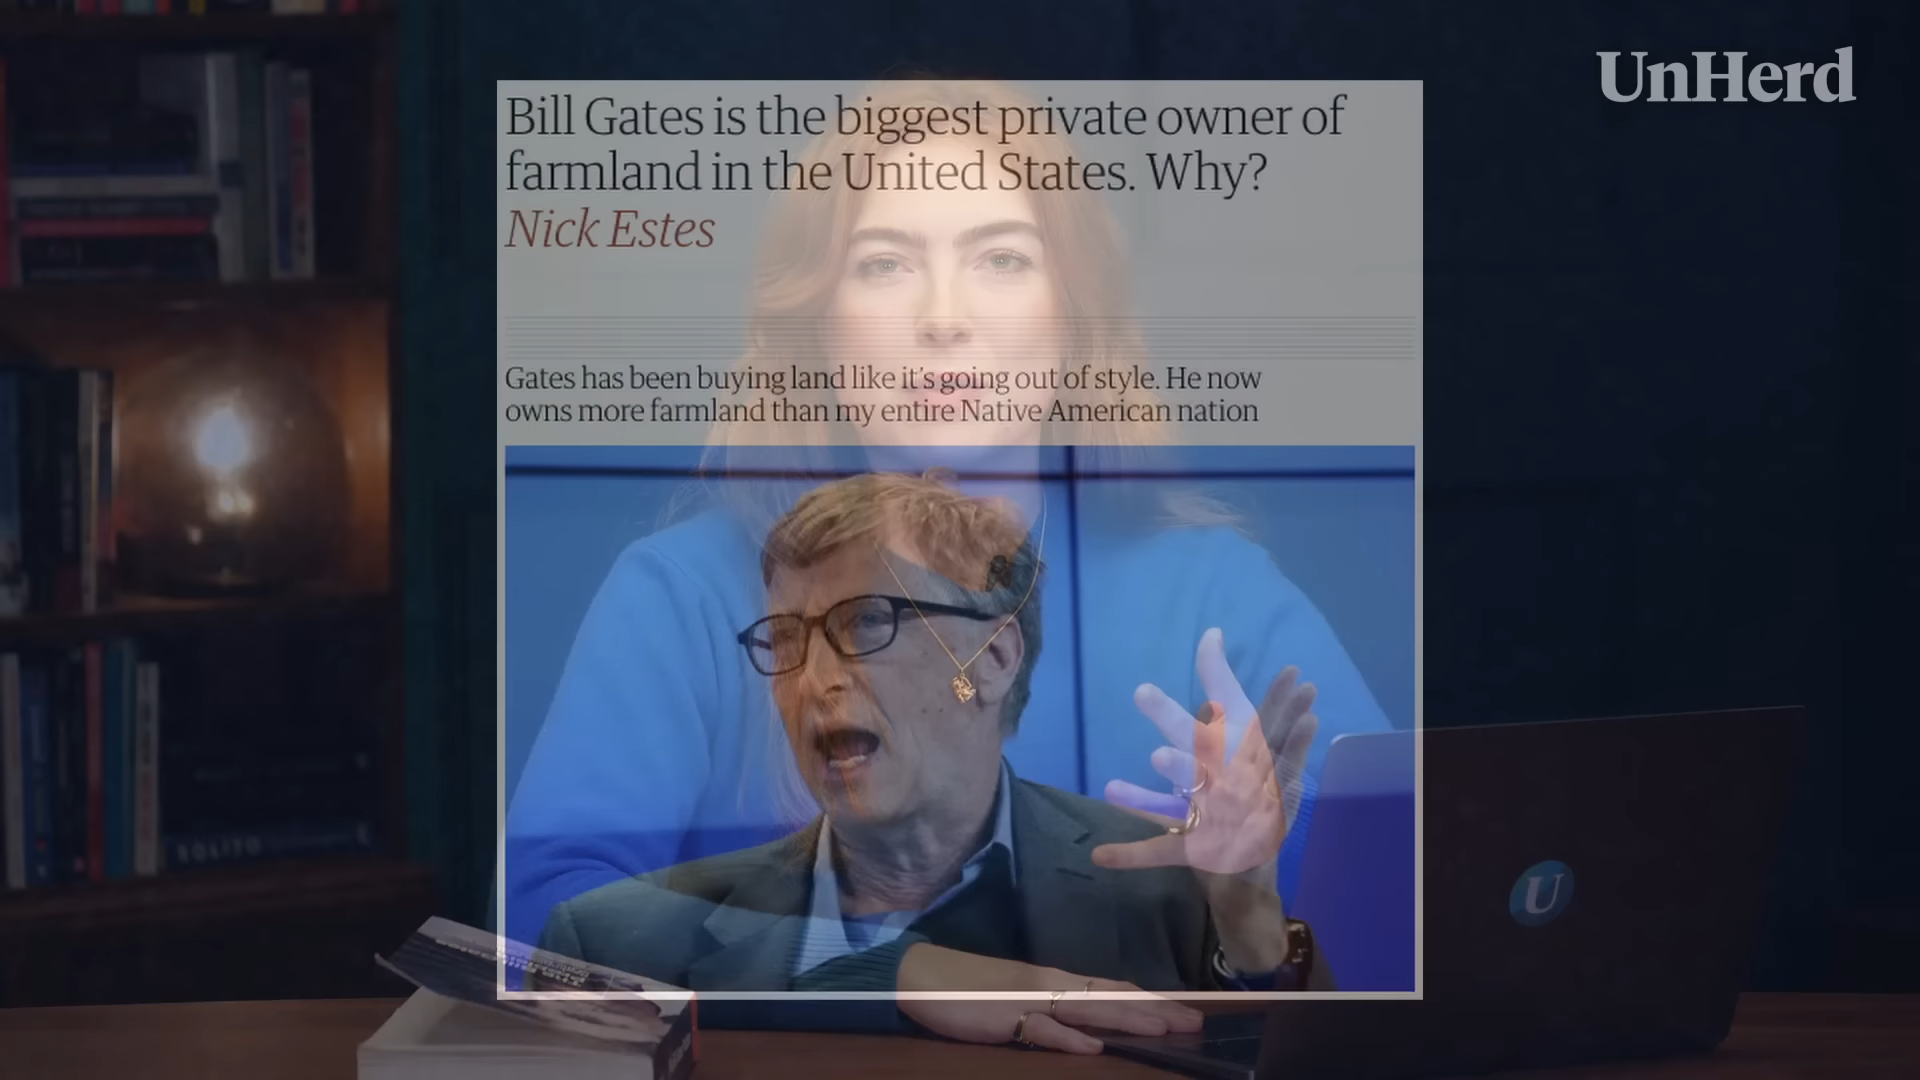 UnHerd
Bill Gates is the biggest private owner of
farmland in the United States. Why?
Nick Estes
Gates has been buying land like it's going out of style. He now
owns more farmland than my entire Native American nation
SOLITO
U